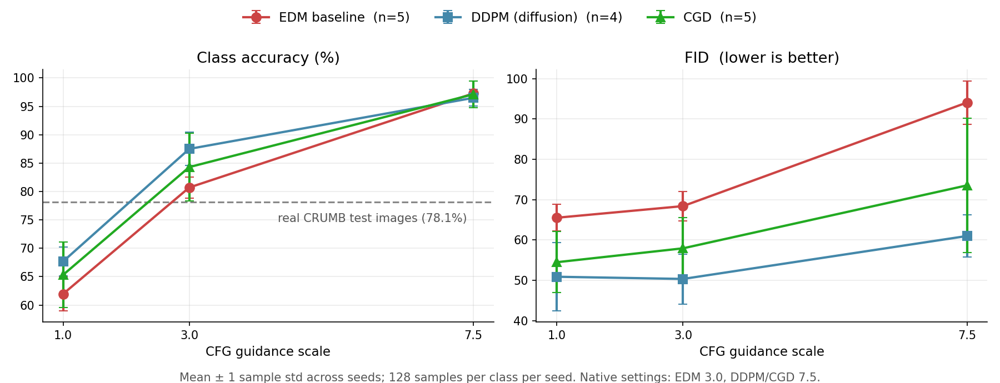 EDM baseline  (n=5)
DDPM (diffusion)  (n=4)
CGD  (n=5)
Class accuracy (%)
100
95
90
85
80
75
70
65
60
real CRUMB test images (78.1%)
1.0
3.0
7.5
CFG guidance scale
FID  (lower is better)
100
90
80
70
60
50
40
1.0
3.0
7.5
CFG guidance scale
Mean ± 1 sample std across seeds; 128 samples per class per seed. Native settings: EDM 3.0, DDPM/CGD 7.5.